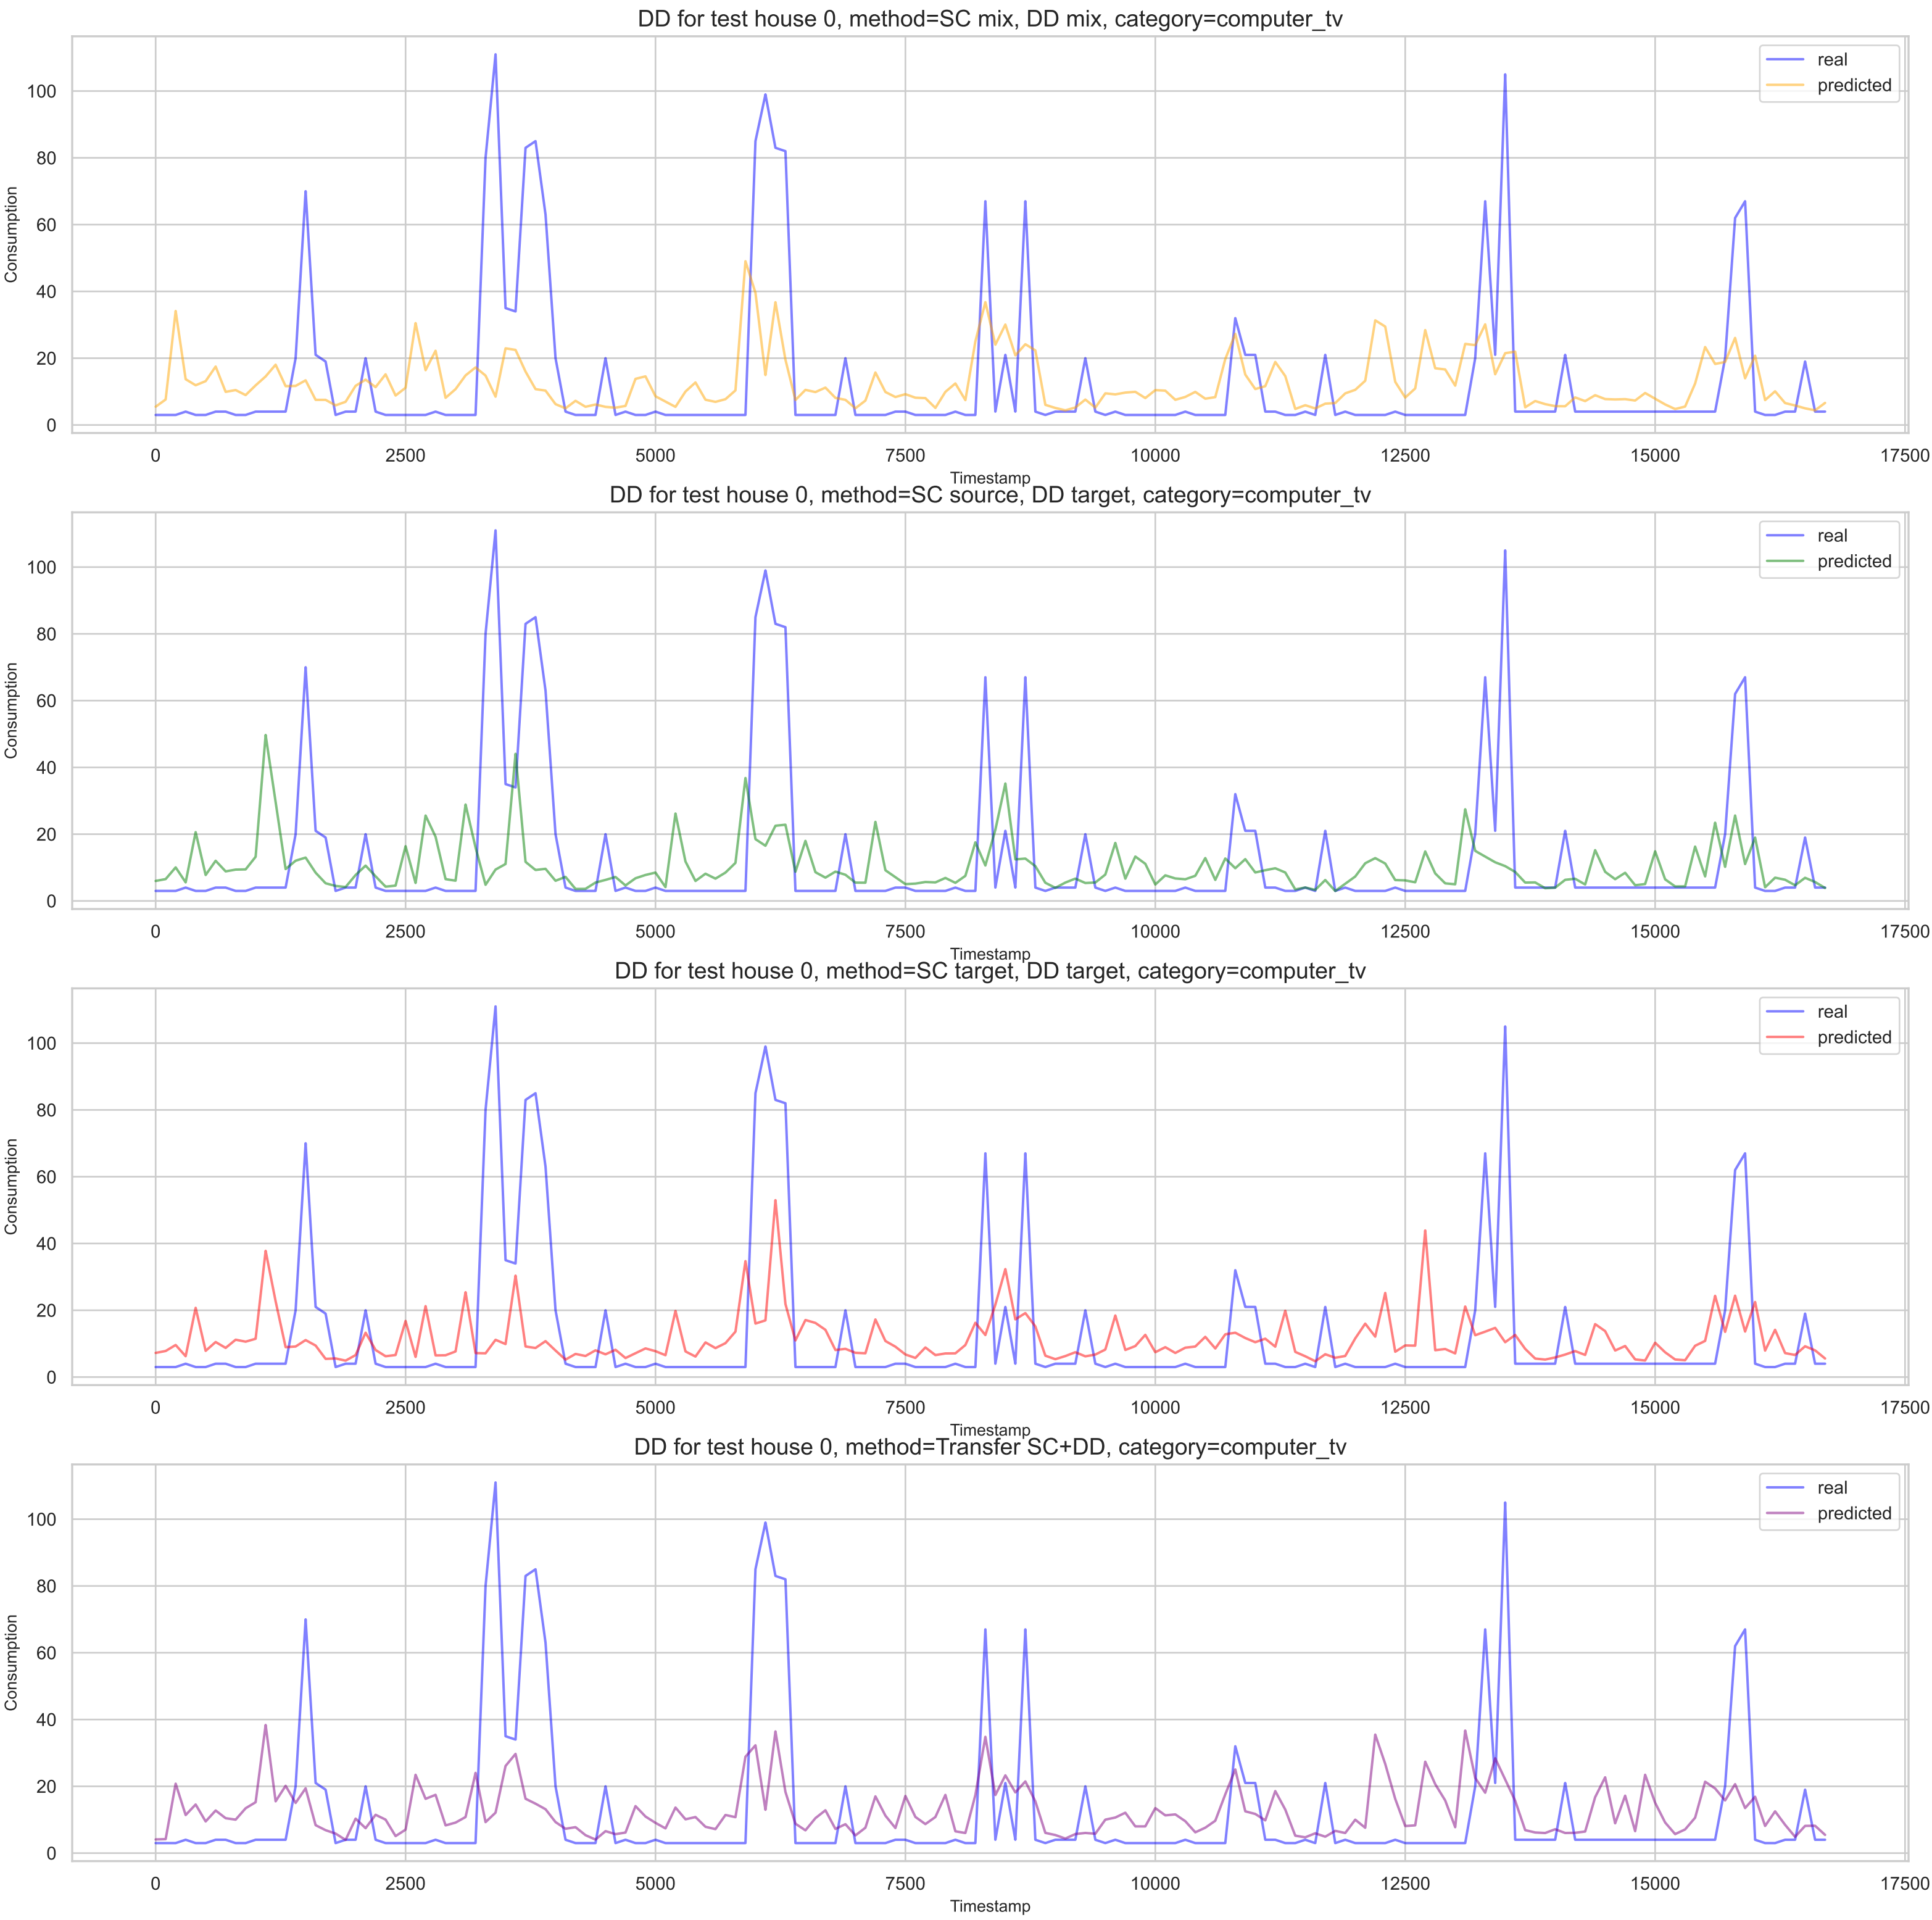 DD for test house 0, method=SC mix, DD mix, category=computer_tv
real
predicted
Consumption
100
80
60
40
20
0
0 2500 5000 7500 10000 12500 15000 17500
Timestamp
DD for test house 0, method=SC source, DD target, category=computer_tv
real
predicted
Consumption
100
80
60
40
20
0
0 2500 5000 7500 10000 12500 15000 17500
Timestamp
DD for test house 0, method=SC target, DD target, category=computer_tv
real
predicted
Consumption
100
80
60
40
20
0
0 2500 5000 7500 10000 12500 15000 17500
Timestamp
DD for test house 0, method=Transfer SC+DD, category=computer_tv
real
predicted
Consumption
100
80
60
40
20
0
0 2500 5000 7500 10000 12500 15000 17500
Timestamp